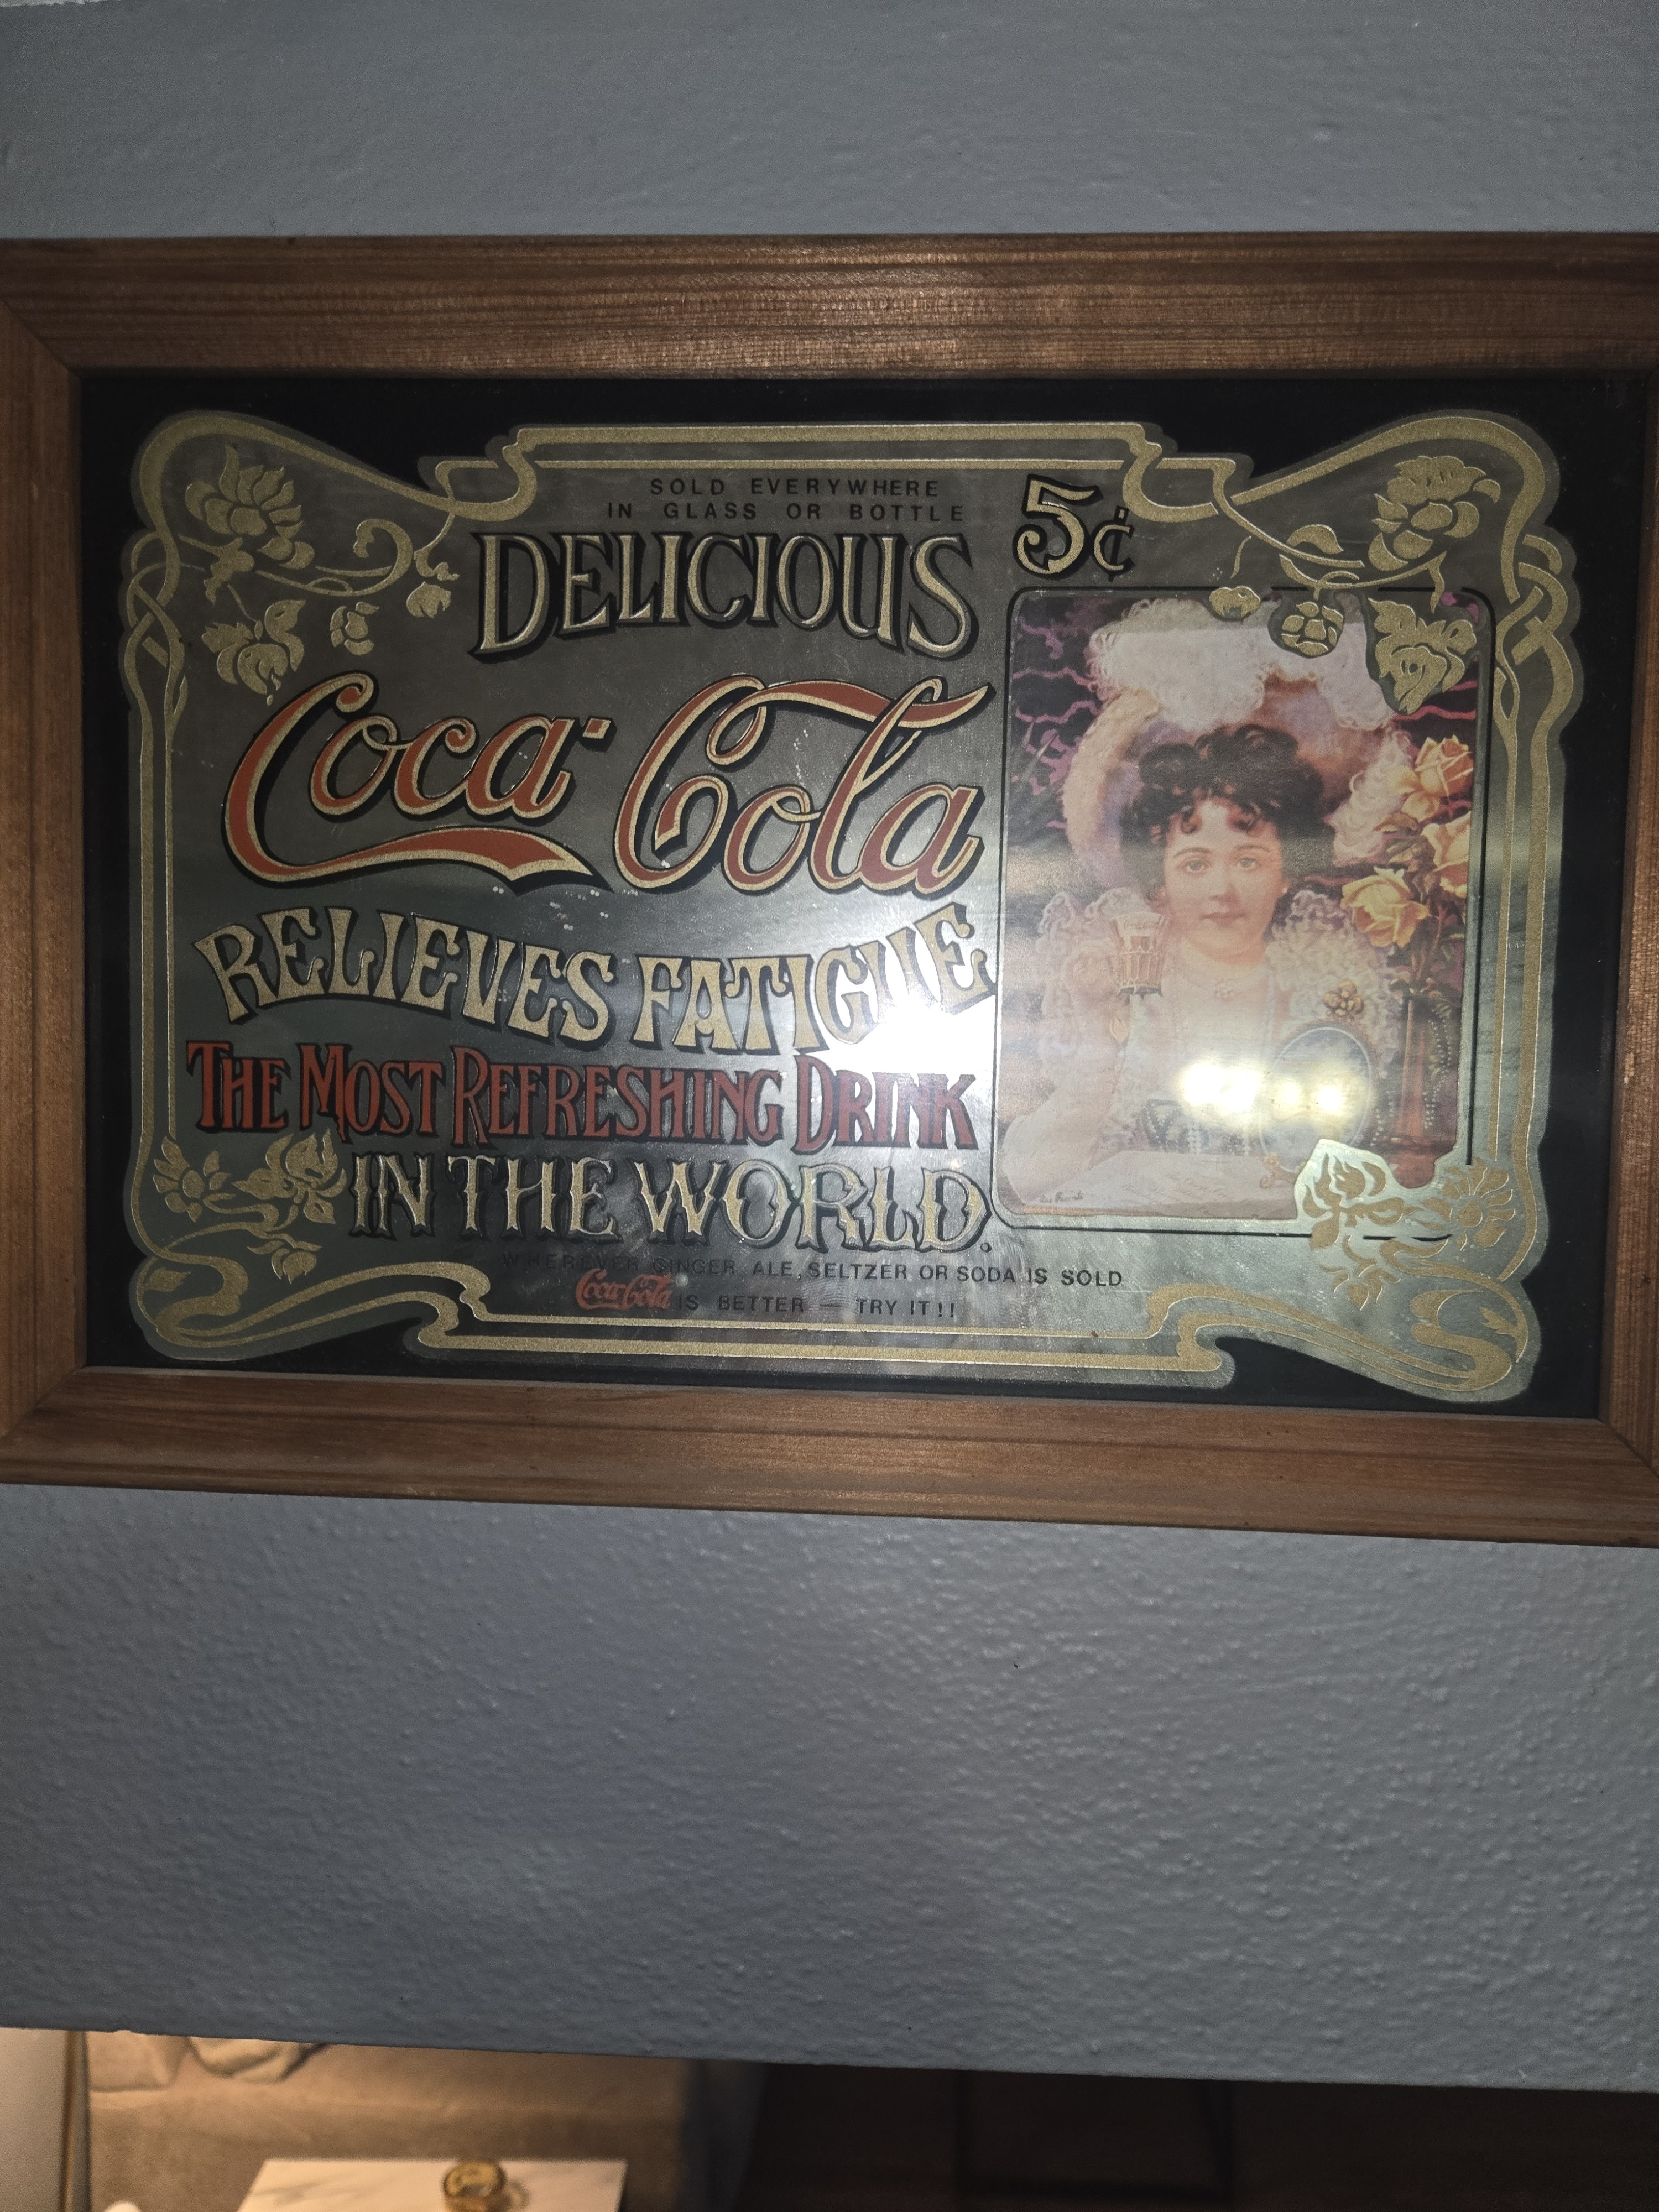 SOLD EVERYWHERE
IN GLASS OR BOTTLE
5¢
DELICIOUS
Coca-Cola
RELIEVES FATIGUE
THE MOST REFRESHING DRINK
IN THE WORLD.
WHEREVER GINGER ALE, SELTZER OR SODA IS SOLD
Coca-Cola IS BETTER — TRY IT!!